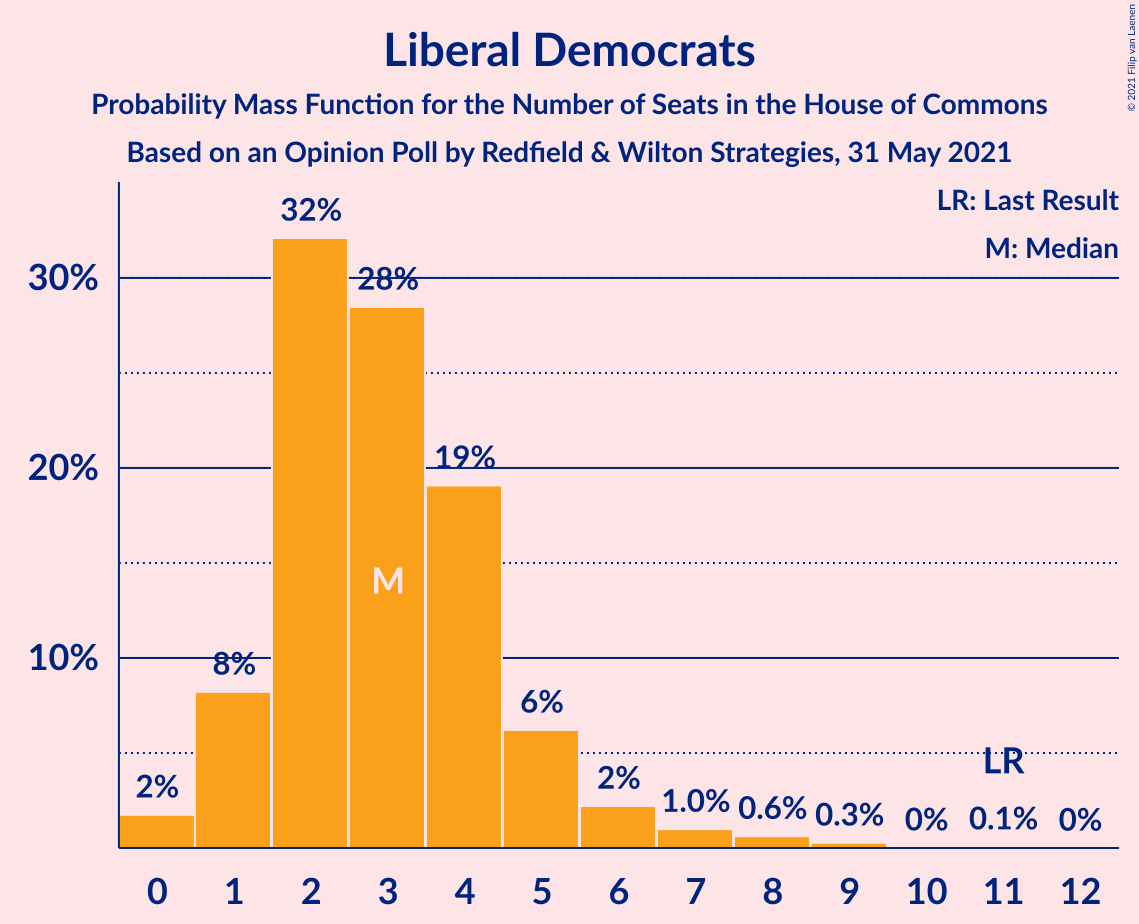 © 2021 Filip van Laenen
Liberal Democrats
Probability Mass Function for the Number of Seats in the House of Commons
Based on an Opinion Poll by Redfield & Wilton Strategies, 31 May 2021
LR: Last Result
M: Median
32%
30%
28%
20%
19%
M
10%
8%
6%
LR
2%
2%
1.0%
0.6%
0.3%
0%
0.1%
0%
0 1 2 3 4 5 6 7 8 9 10 11 12